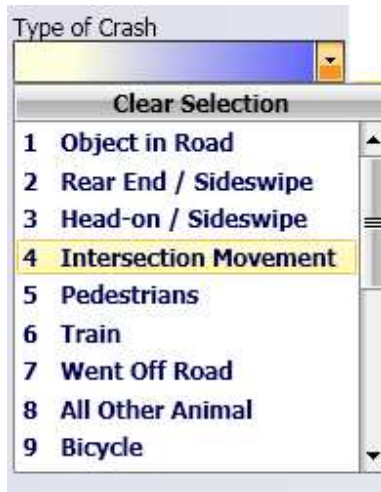 Type of Crash
Clear Selection
1 Object in Road
2 Rear End / Sideswipe
3 Head-on / Sideswipe
4 Intersection Movement
5 Pedestrians
6 Train
7 Went Off Road
8 All Other Animal
9 Bicycle